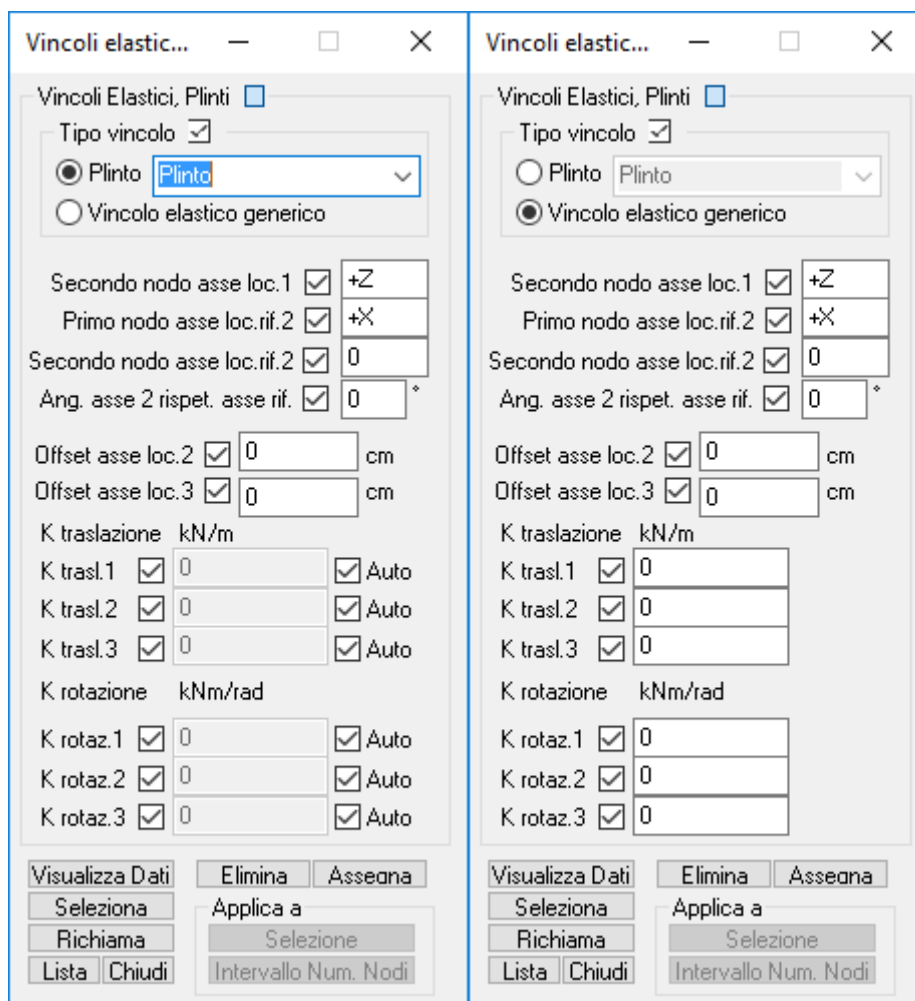 Vincoli elastic...
Vincoli Elastici, Plinti
Tipo vincolo
Plinto Plinto
Vincolo elastico generico
Secondo nodo asse loc.1 +Z
Primo nodo asse loc.rif.2 +X
Secondo nodo asse loc.rif.2 0
Ang. asse 2 rispet. asse rif. 0 °
Offset asse loc.2 0 cm
Offset asse loc.3 0 cm
K traslazione kN/m
K trasl.1 0 Auto
K trasl.2 0 Auto
K trasl.3 0 Auto
K rotazione kNm/rad
K rotaz.1 0 Auto
K rotaz.2 0 Auto
K rotaz.3 0 Auto
Visualizza Dati Elimina Assegna
Seleziona Applica a
Richiama Selezione
Lista Chiudi Intervallo Num. Nodi
Vincoli elastic...
Vincoli Elastici, Plinti
Tipo vincolo
Plinto Plinto
Vincolo elastico generico
Secondo nodo asse loc.1 +Z
Primo nodo asse loc.rif.2 +X
Secondo nodo asse loc.rif.2 0
Ang. asse 2 rispet. asse rif. 0 °
Offset asse loc.2 0 cm
Offset asse loc.3 0 cm
K traslazione kN/m
K trasl.1 0
K trasl.2 0
K trasl.3 0
K rotazione kNm/rad
K rotaz.1 0
K rotaz.2 0
K rotaz.3 0
Visualizza Dati Elimina Assegna
Seleziona Applica a
Richiama Selezione
Lista Chiudi Intervallo Num. Nodi